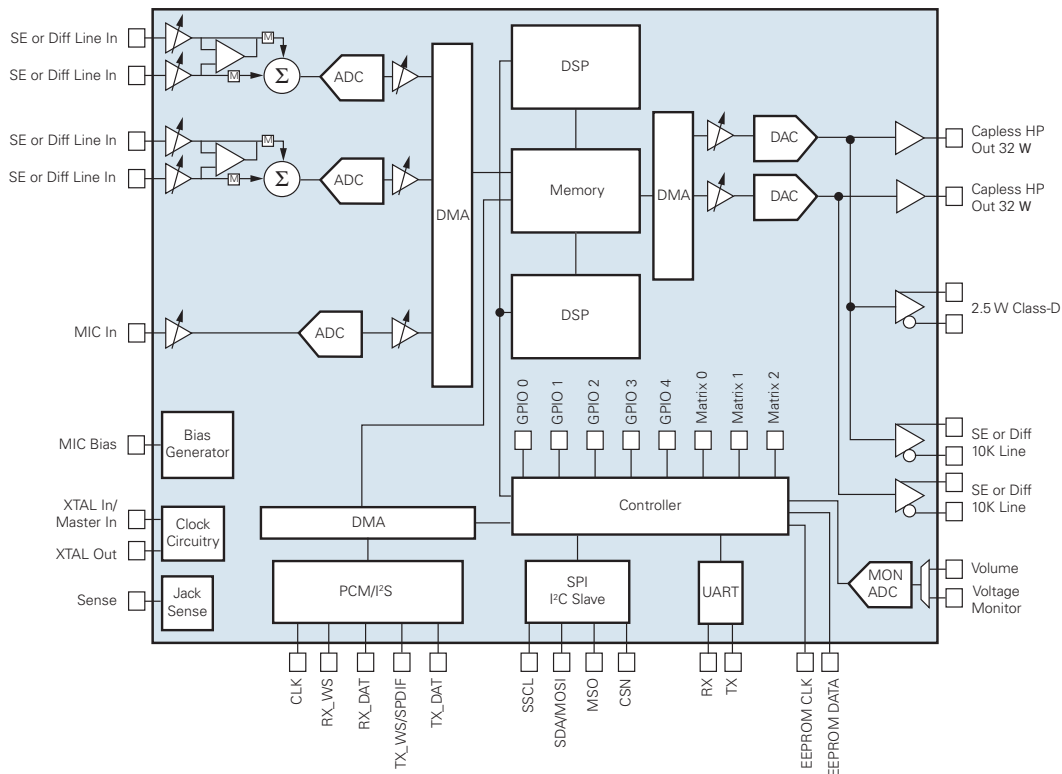 SE or Diff Line In
SE or Diff Line In
SE or Diff Line In
SE or Diff Line In
MIC In
MIC Bias
XTAL In/
Master In
XTAL Out
Sense
M
M
Σ
ADC
M
M
Σ
ADC
ADC
DMA
DSP
Memory
DSP
DMA
DAC
DAC
Capless HP
Out 32 W
Capless HP
Out 32 W
2.5 W Class-D
SE or Diff
10K Line
SE or Diff
10K Line
Volume
Voltage
Monitor
GPIO 0
GPIO 1
GPIO 2
GPIO 3
GPIO 4
Matrix 0
Matrix 1
Matrix 2
Bias
Generator
Clock
Circuitry
Jack
Sense
DMA
Controller
PCM/I²S
SPI
I²C Slave
UART
MON
ADC
CLK
RX_WS
RX_DAT
TX_WS/SPDIF
TX_DAT
SSCL
SDA/MOSI
MSO
CSN
RX
TX
EEPROM CLK
EEPROM DATA